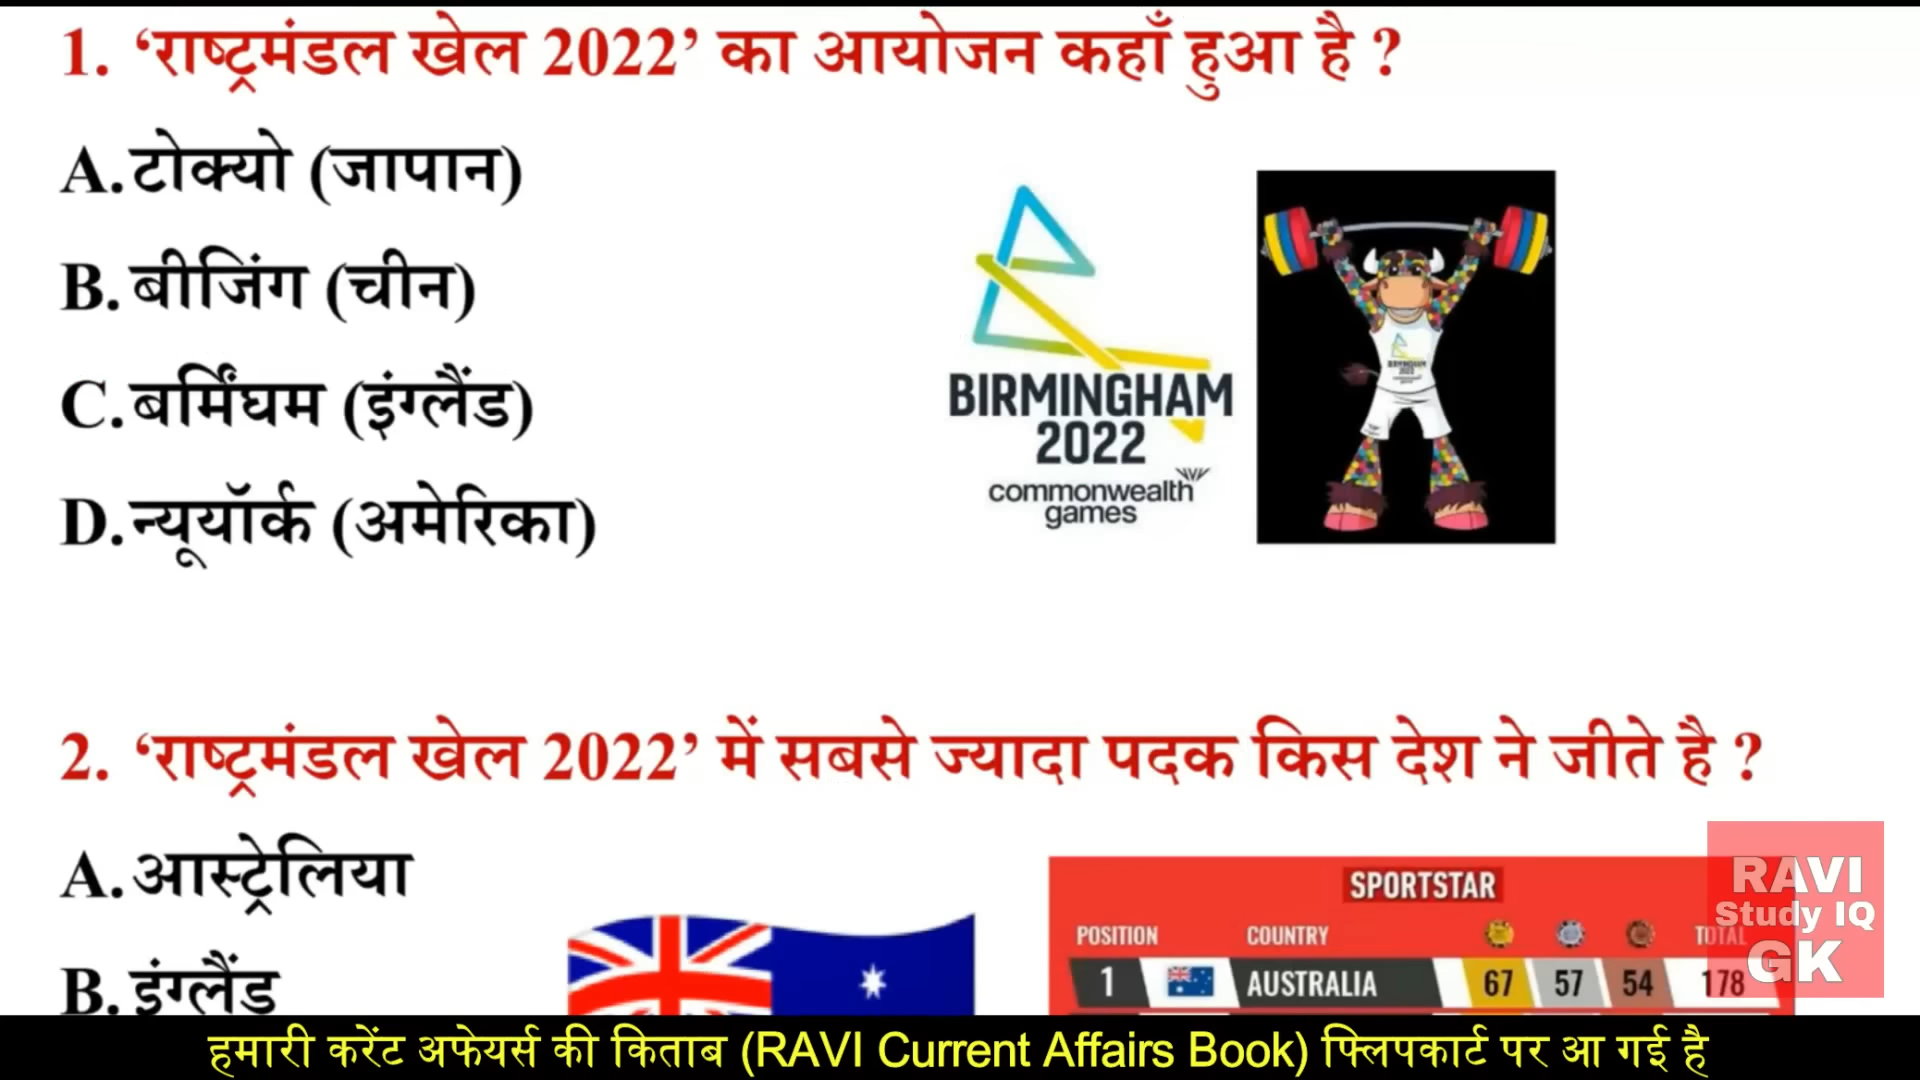 1. ‘राष्ट्रमंडल खेल 2022’ का आयोजन कहाँ हुआ है ?
A. टोक्यो (जापान)
B. बीजिंग (चीन)
C. बर्मिंघम (इंग्लैंड)
D. न्यूयॉर्क (अमेरिका)
BIRMINGHAM
2022
commonwealth
games
2. ‘राष्ट्रमंडल खेल 2022’ में सबसे ज्यादा पदक किस देश ने जीते है ?
A. आस्ट्रेलिया
B. इंग्लैंड
SPORTSTAR
POSITION COUNTRY TOTAL
1 AUSTRALIA 67 57 54 178
RAVI
Study IQ
GK
हमारी करेंट अफेयर्स की किताब (RAVI Current Affairs Book) फ्लिपकार्ट पर आ गई है